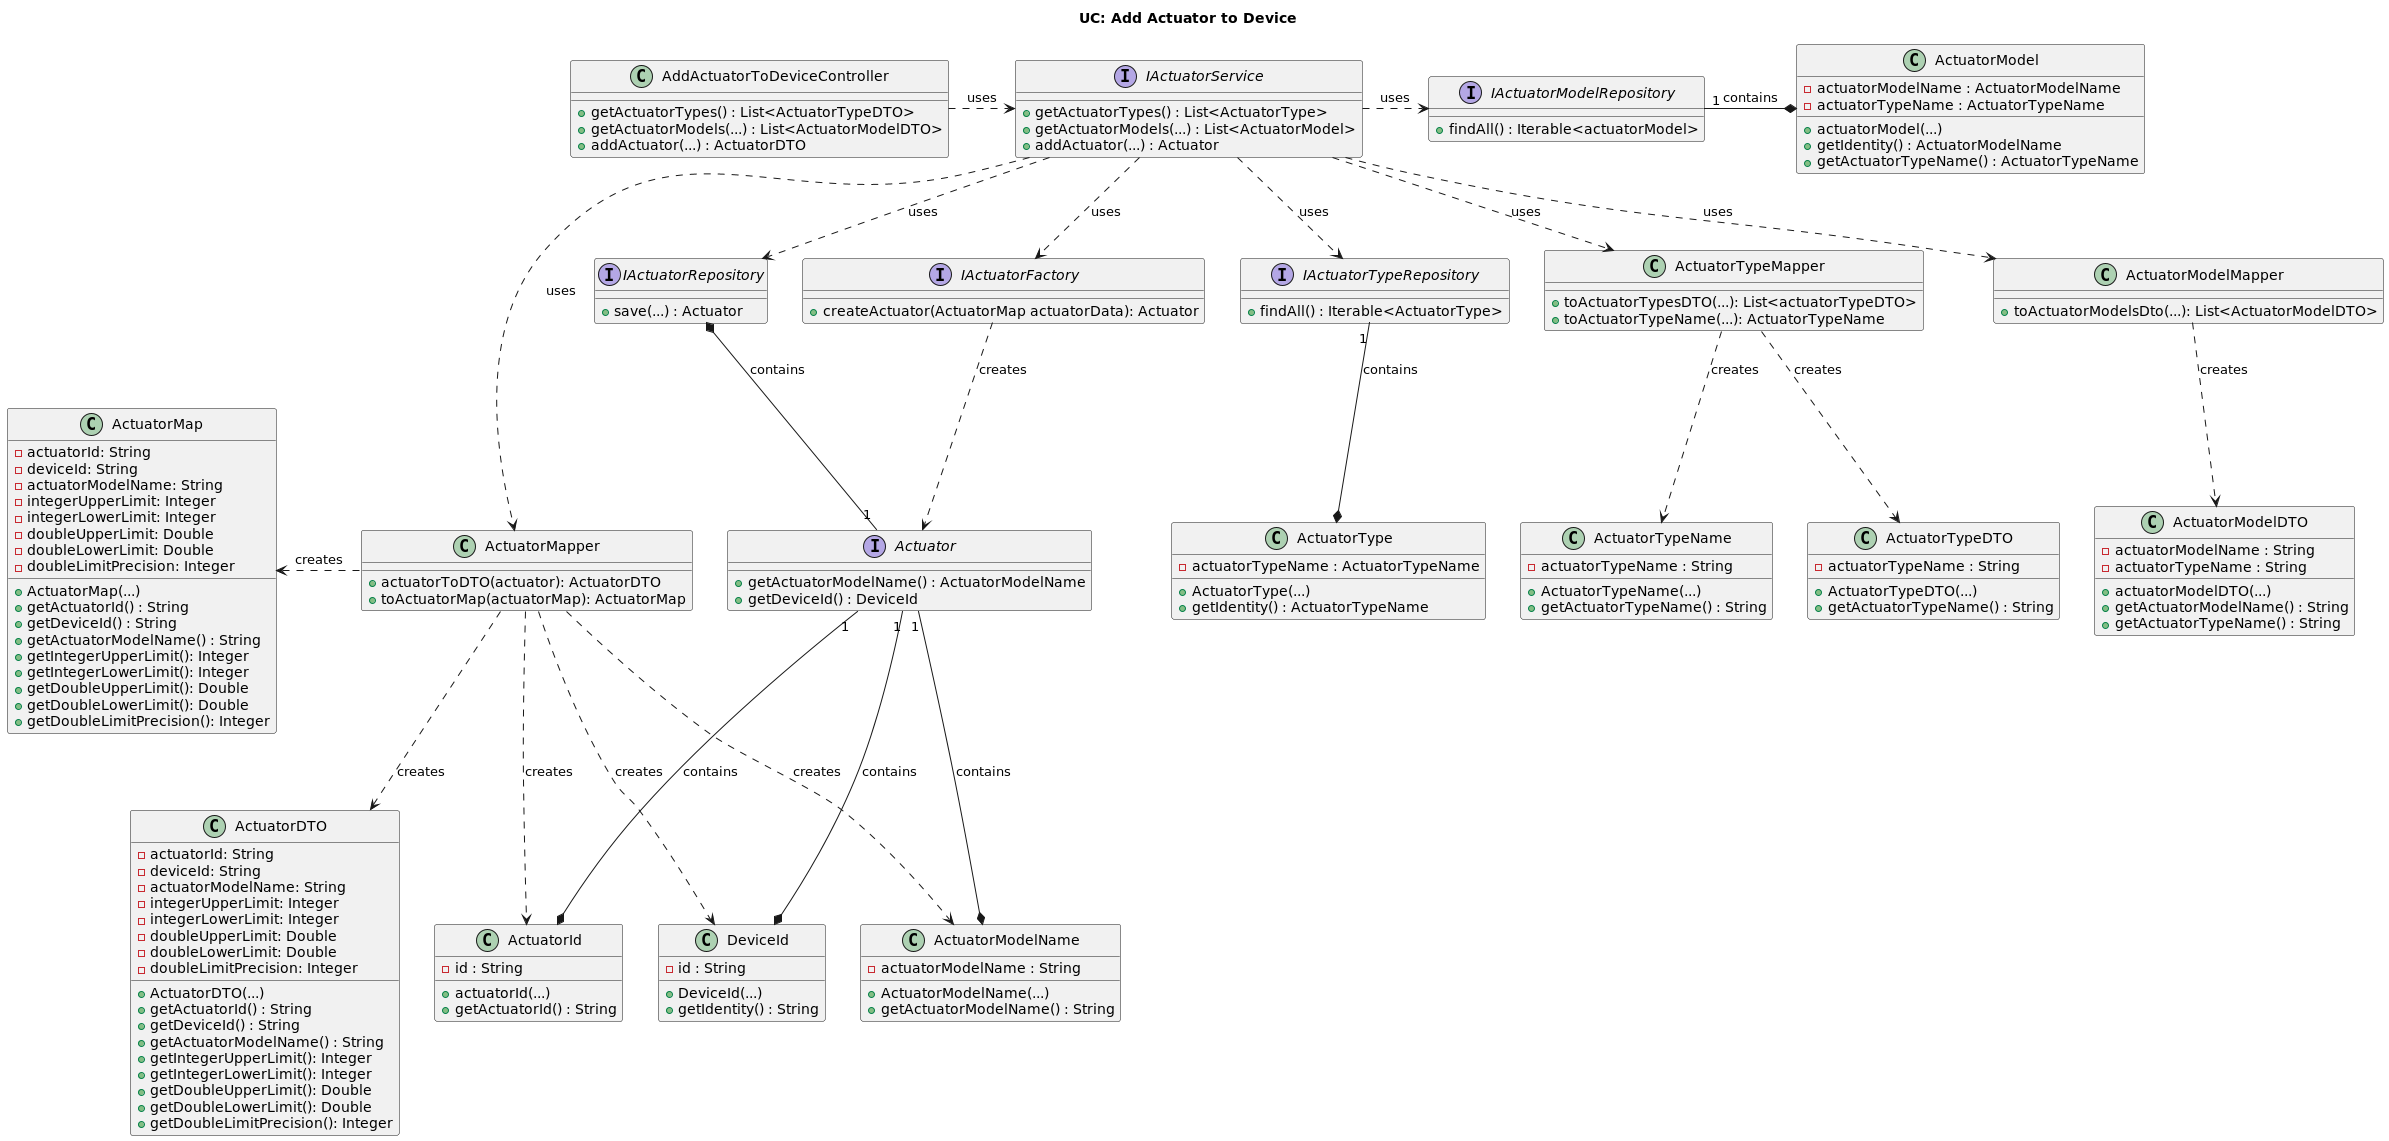 UC: Add Actuator to Device
AddActuatorToDeviceController
getActuatorTypes() : List<ActuatorTypeDTO>
getActuatorModels(...) : List<ActuatorModelDTO>
addActuator(...) : ActuatorDTO
uses
IActuatorService
getActuatorTypes() : List<ActuatorType>
getActuatorModels(...) : List<ActuatorModel>
addActuator(...) : Actuator
uses
IActuatorModelRepository
findAll() : Iterable<actuatorModel>
1
contains
ActuatorModel
actuatorModelName : ActuatorModelName
actuatorTypeName : ActuatorTypeName
actuatorModel(...)
getIdentity() : ActuatorModelName
getActuatorTypeName() : ActuatorTypeName
uses
uses
uses
uses
uses
uses
IActuatorRepository
save(...) : Actuator
IActuatorFactory
createActuator(ActuatorMap actuatorData): Actuator
IActuatorTypeRepository
findAll() : Iterable<ActuatorType>
ActuatorTypeMapper
toActuatorTypesDTO(...): List<actuatorTypeDTO>
toActuatorTypeName(...): ActuatorTypeName
ActuatorModelMapper
toActuatorModelsDto(...): List<ActuatorModelDTO>
contains
1
creates
1
contains
creates
creates
creates
ActuatorMap
actuatorId: String
deviceId: String
actuatorModelName: String
integerUpperLimit: Integer
integerLowerLimit: Integer
doubleUpperLimit: Double
doubleLowerLimit: Double
doubleLimitPrecision: Integer
ActuatorMap(...)
getActuatorId() : String
getDeviceId() : String
getActuatorModelName() : String
getIntegerUpperLimit(): Integer
getIntegerLowerLimit(): Integer
getDoubleUpperLimit(): Double
getDoubleLowerLimit(): Double
getDoubleLimitPrecision(): Integer
creates
ActuatorMapper
actuatorToDTO(actuator): ActuatorDTO
toActuatorMap(actuatorMap): ActuatorMap
Actuator
getActuatorModelName() : ActuatorModelName
getDeviceId() : DeviceId
ActuatorType
actuatorTypeName : ActuatorTypeName
ActuatorType(...)
getIdentity() : ActuatorTypeName
ActuatorTypeName
actuatorTypeName : String
ActuatorTypeName(...)
getActuatorTypeName() : String
ActuatorTypeDTO
actuatorTypeName : String
ActuatorTypeDTO(...)
getActuatorTypeName() : String
ActuatorModelDTO
actuatorModelName : String
actuatorTypeName : String
actuatorModelDTO(...)
getActuatorModelName() : String
getActuatorTypeName() : String
1
1
1
creates
creates
creates
contains
creates
contains
contains
ActuatorDTO
actuatorId: String
deviceId: String
actuatorModelName: String
integerUpperLimit: Integer
integerLowerLimit: Integer
doubleUpperLimit: Double
doubleLowerLimit: Double
doubleLimitPrecision: Integer
ActuatorDTO(...)
getActuatorId() : String
getDeviceId() : String
getActuatorModelName() : String
getIntegerUpperLimit(): Integer
getIntegerLowerLimit(): Integer
getDoubleUpperLimit(): Double
getDoubleLowerLimit(): Double
getDoubleLimitPrecision(): Integer
ActuatorId
id : String
actuatorId(...)
getActuatorId() : String
DeviceId
id : String
DeviceId(...)
getIdentity() : String
ActuatorModelName
actuatorModelName : String
ActuatorModelName(...)
getActuatorModelName() : String